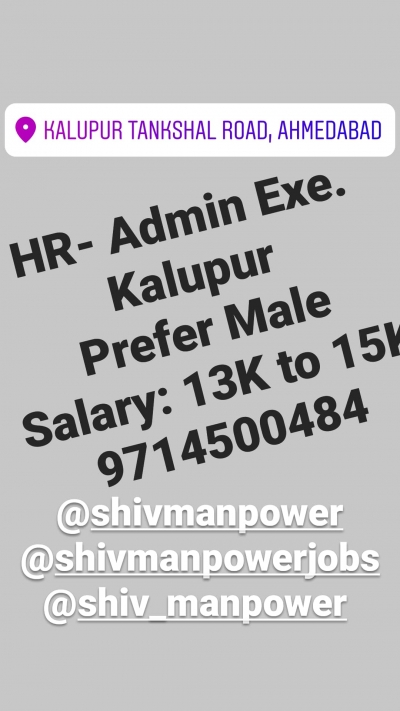 KALUPUR TANKSHAL ROAD, AHMEDABAD
HR- Admin Exe.
Kalupur
Prefer Male
Salary: 13K to 15K
9714500484
@shivmanpower
@shivmanpowerjobs
@shiv_manpower